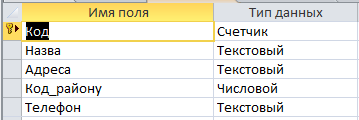 Имя поля Тип данных
Код Счетчик
Назва Текстовый
Адреса Текстовый
Код_району Числовой
Телефон Текстовый